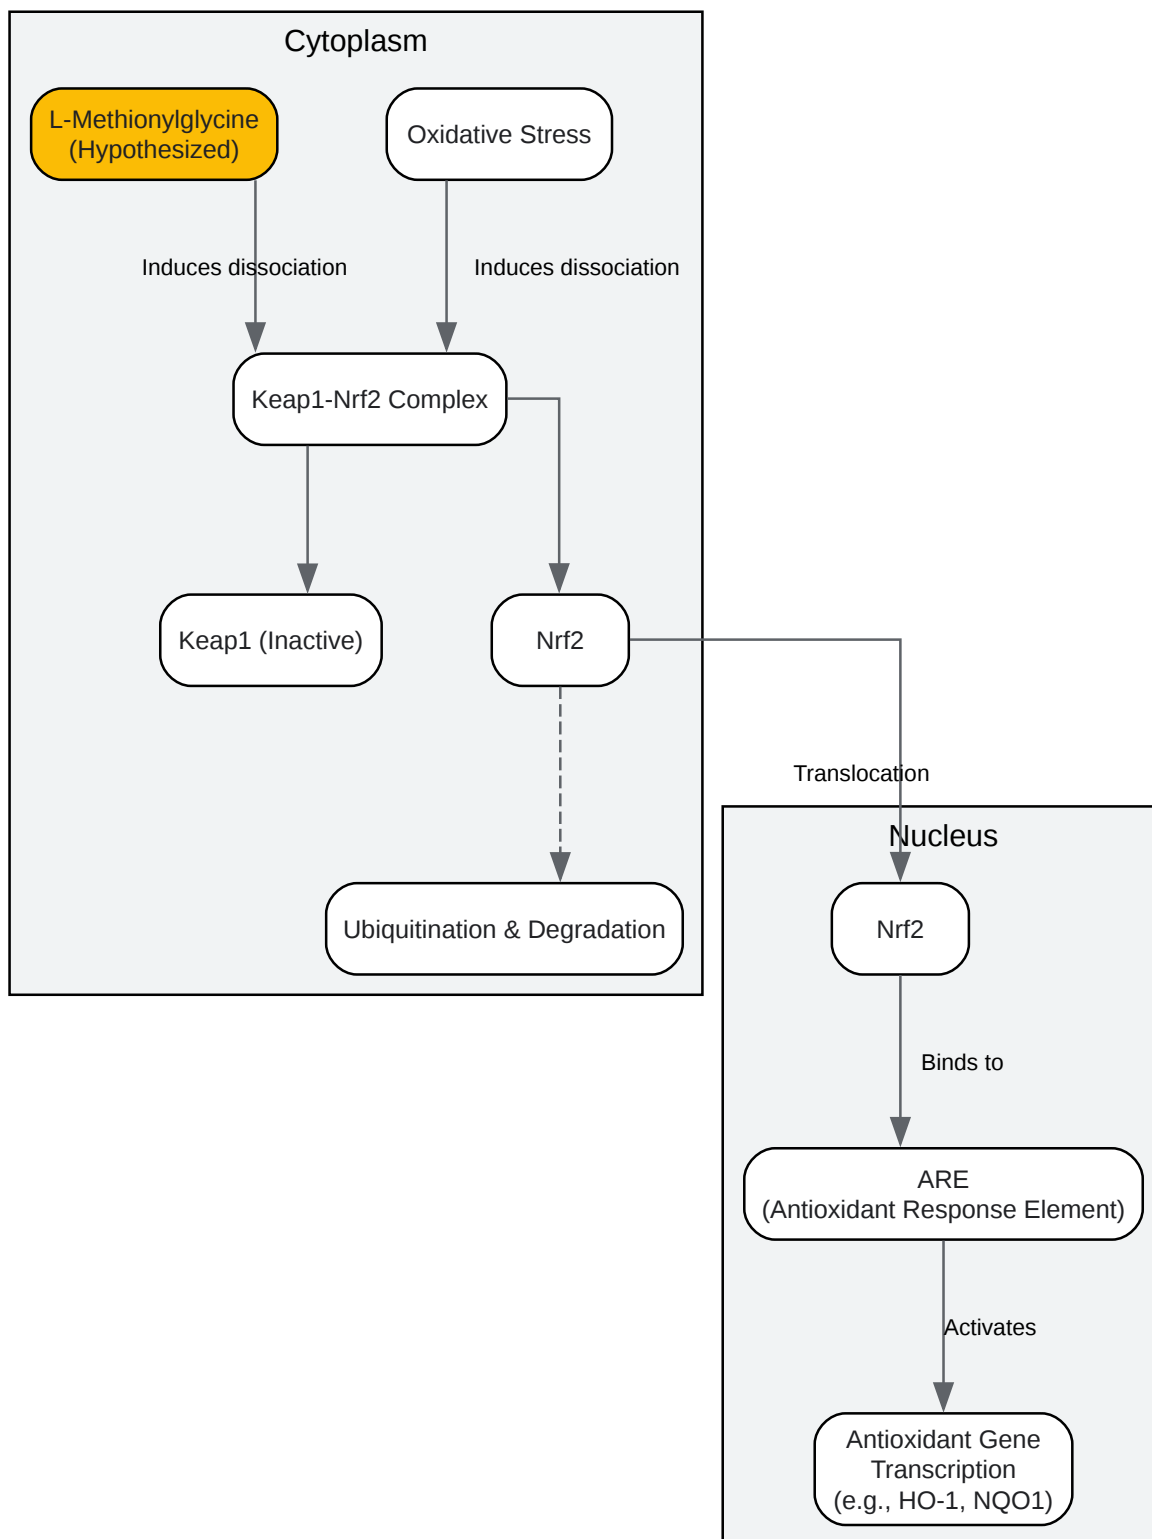 Cytoplasm
L-Methionylglycine
(Hypothesized)
Oxidative Stress
Induces dissociation
Induces dissociation
Keap1-Nrf2 Complex
Keap1 (Inactive)
Nrf2
Translocation
Nucleus
Ubiquitination & Degradation
Nrf2
Binds to
ARE
(Antioxidant Response Element)
Activates
Antioxidant Gene
Transcription
(e.g., HO-1, NQO1)